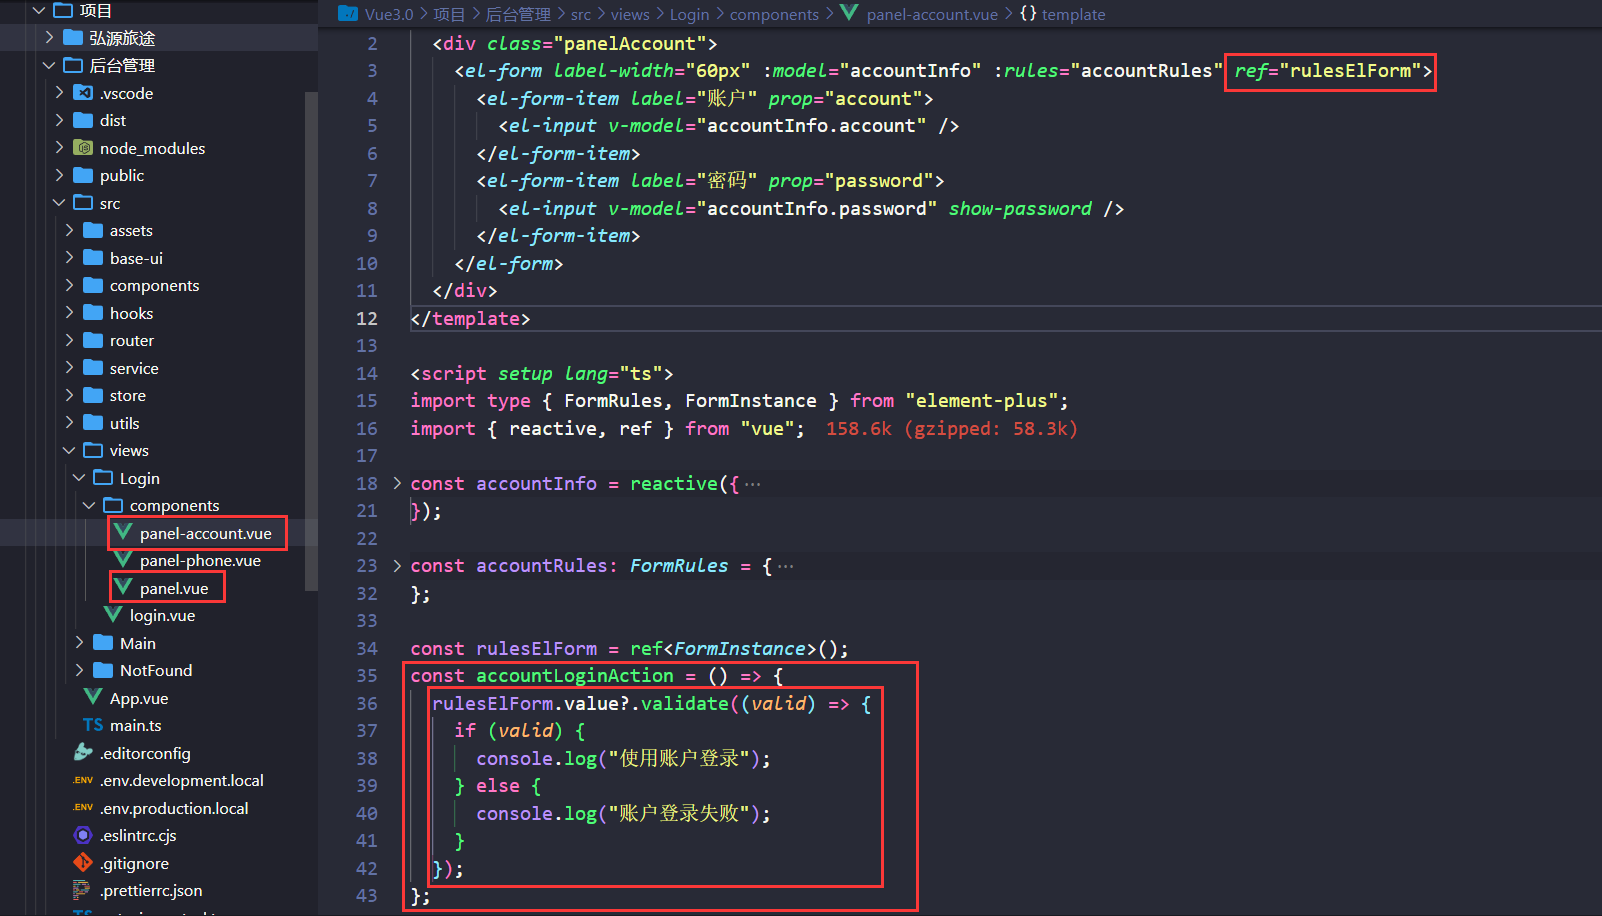 项目
弘源旅途
后台管理
.vscode
dist
node_modules
public
src
assets
base-ui
components
hooks
router
service
store
utils
views
Login
components
panel-account.vue
panel-phone.vue
panel.vue
login.vue
Main
NotFound
App.vue
TS main.ts
.editorconfig
.ENV .env.development.local
.ENV .env.production.local
.eslintrc.cjs
.gitignore
.prettierrc.json
Vue3.0 > 项目 > 后台管理 > src > views > Login > components > panel-account.vue > {} template
2 <div class="panelAccount">
3 <el-form label-width="60px" :model="accountInfo" :rules="accountRules" ref="rulesElForm">
4 <el-form-item label="账户" prop="account">
5 <el-input v-model="accountInfo.account" />
6 </el-form-item>
7 <el-form-item label="密码" prop="password">
8 <el-input v-model="accountInfo.password" show-password />
9 </el-form-item>
10 </el-form>
11 </div>
12 </template>
13
14 <script setup lang="ts">
15 import type { FormRules, FormInstance } from "element-plus";
16 import { reactive, ref } from "vue"; 158.6k (gzipped: 58.3k)
17
18 const accountInfo = reactive({ ···
21 });
22
23 const accountRules: FormRules = { ···
32 };
33
34 const rulesElForm = ref<FormInstance>();
35 const accountLoginAction = () => {
36 rulesElForm.value?.validate((valid) => {
37 if (valid) {
38 console.log("使用账户登录");
39 } else {
40 console.log("账户登录失败");
41 }
42 });
43 };